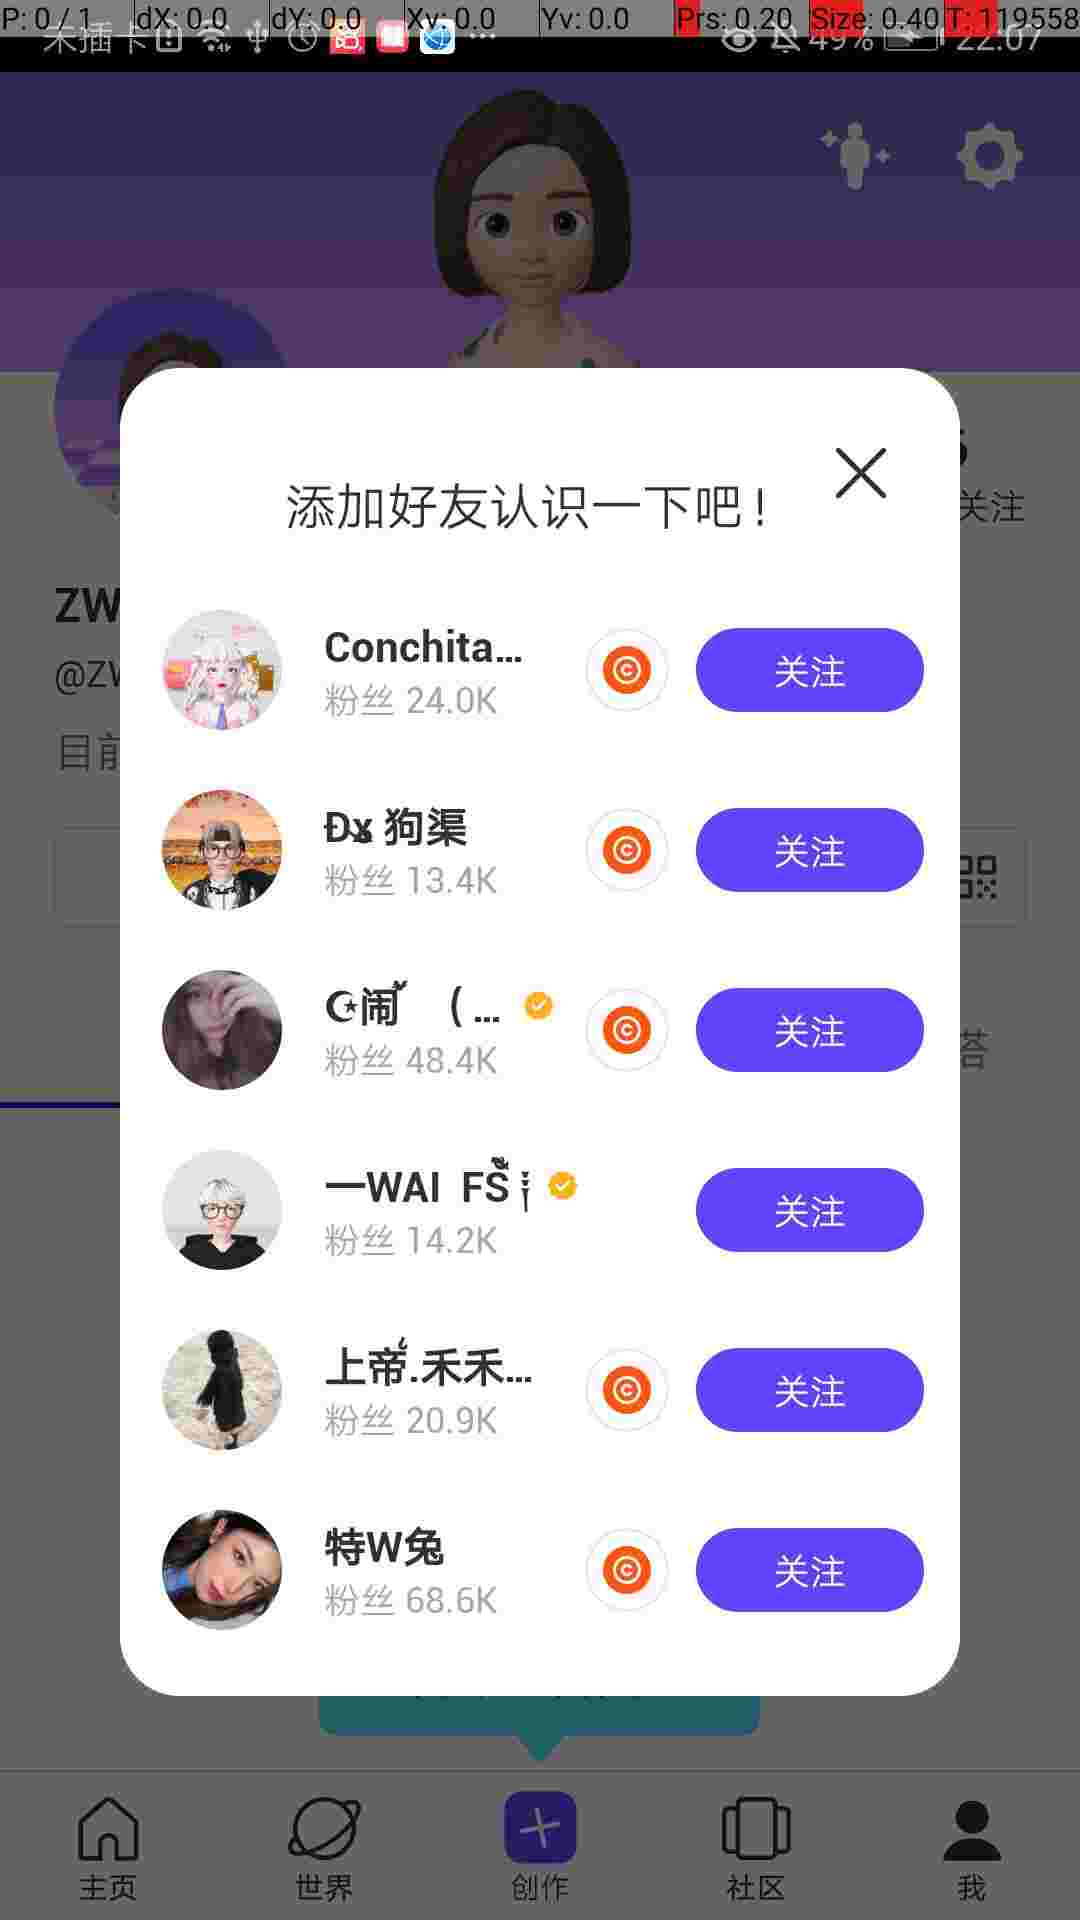 P: 0 / 1 dX: 0.0 dY: 0.0 Xv: 0.0 Yv: 0.0 Prs: 0.20 Size: 0.40 T: 119558
未插卡 49% 22:07
关注
ZW
@ZW
目前
添加好友认识一下吧!
Conchita...
粉丝 24.0K
关注
狗渠
粉丝 13.4K
关注
闹 ( ...
粉丝 48.4K
关注
答
一WAI FS
粉丝 14.2K
关注
上帝.禾禾...
粉丝 20.9K
关注
特W兔
粉丝 68.6K
关注
主页
世界
创作
社区
我